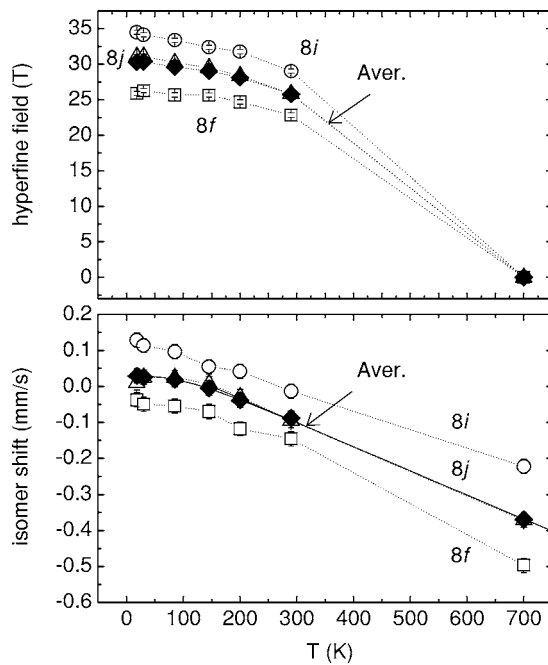 35
30
25
20
15
10
5
0
hyperfine field (T)
8i
8j
Aver.
8f
0.2
0.1
0.0
-0.1
-0.2
-0.3
-0.4
-0.5
-0.6
isomer shift (mm/s)
Aver.
8i
8j
8f
0 100 200 300 400 500 600 700
T (K)